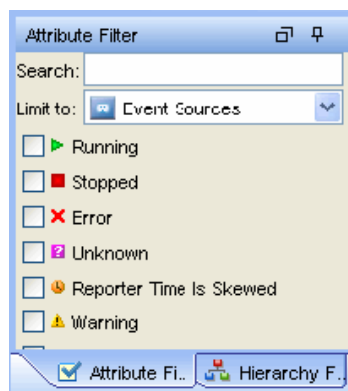 Attribute Filter
Search:
Limit to: Event Sources
Running
Stopped
Error
Unknown
Reporter Time Is Skewed
Warning
Attribute Fi.. Hierarchy F..